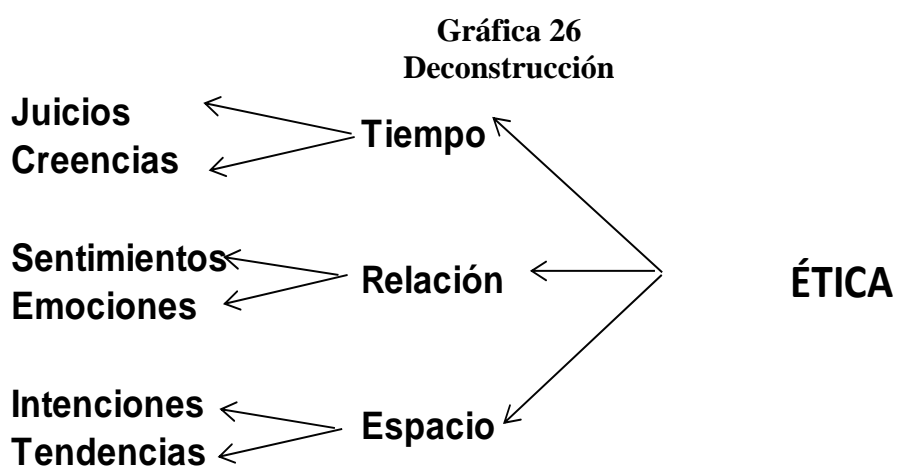 Gráfica 26
Deconstrucción
Juicios
Creencias
Tiempo
Sentimientos
Emociones
Relación
ÉTICA
Intenciones
Tendencias
Espacio